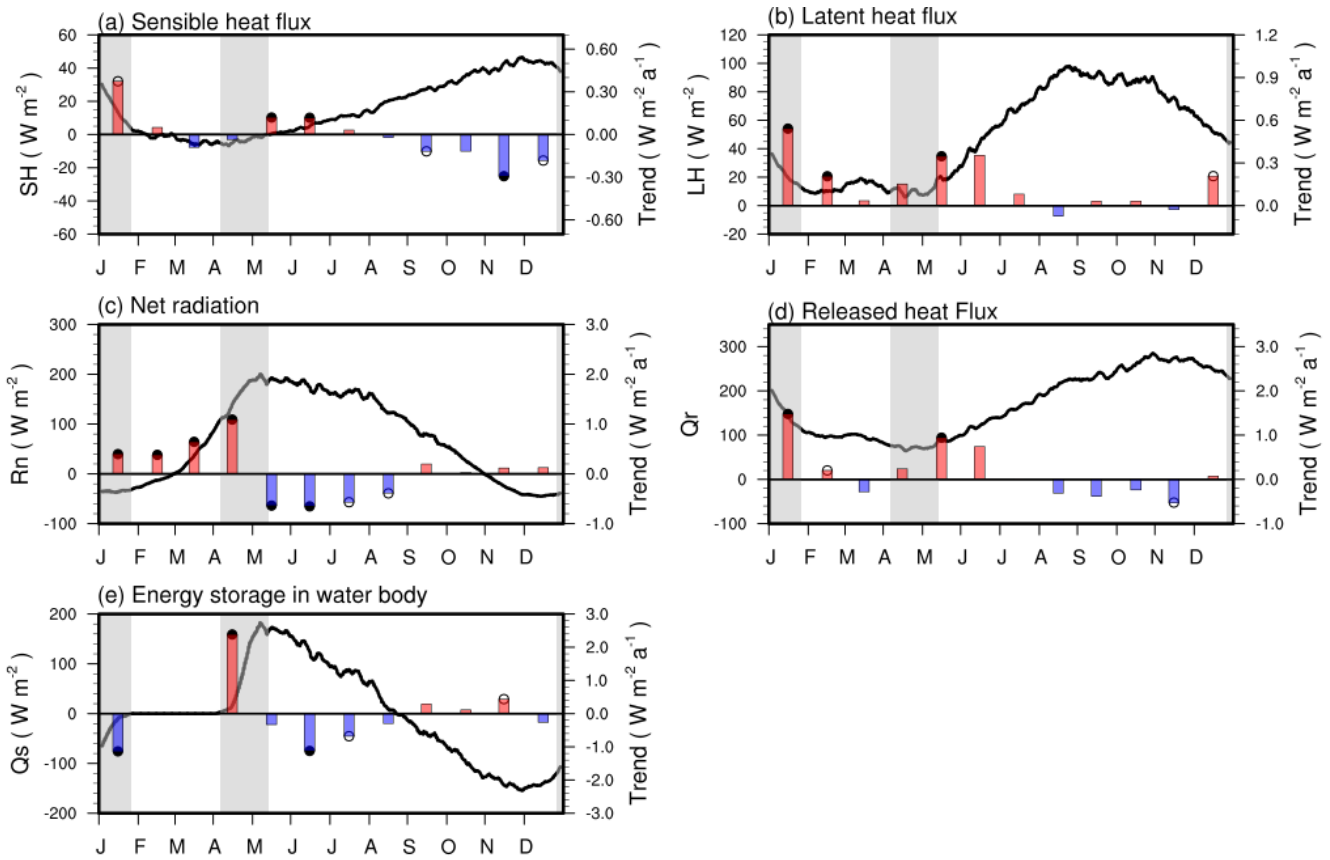 (a) Sensible heat flux
SH ( W m-2 )
60
40
20
0
-20
-40
-60
0.60
0.30
0.00
-0.30
-0.60
Trend ( W m-2 a-1 )
J F M A M J J A S O N D
(b) Latent heat flux
LH ( W m-2 )
120
100
80
60
40
20
0
-20
1.2
0.9
0.6
0.3
0.0
Trend ( W m-2 a-1 )
J F M A M J J A S O N D
(c) Net radiation
Rn ( W m-2 )
300
200
100
0
-100
3.0
2.0
1.0
0.0
-1.0
Trend ( W m-2 a-1 )
J F M A M J J A S O N D
(d) Released heat Flux
Qr ( W m-2 )
300
200
100
0
-100
3.0
2.0
1.0
0.0
-1.0
Trend ( W m-2 a-1 )
J F M A M J J A S O N D
(e) Energy storage in water body
Qs ( W m-2 )
200
100
0
-100
-200
3.0
2.0
1.0
0.0
-1.0
-2.0
-3.0
Trend ( W m-2 a-1 )
J F M A M J J A S O N D